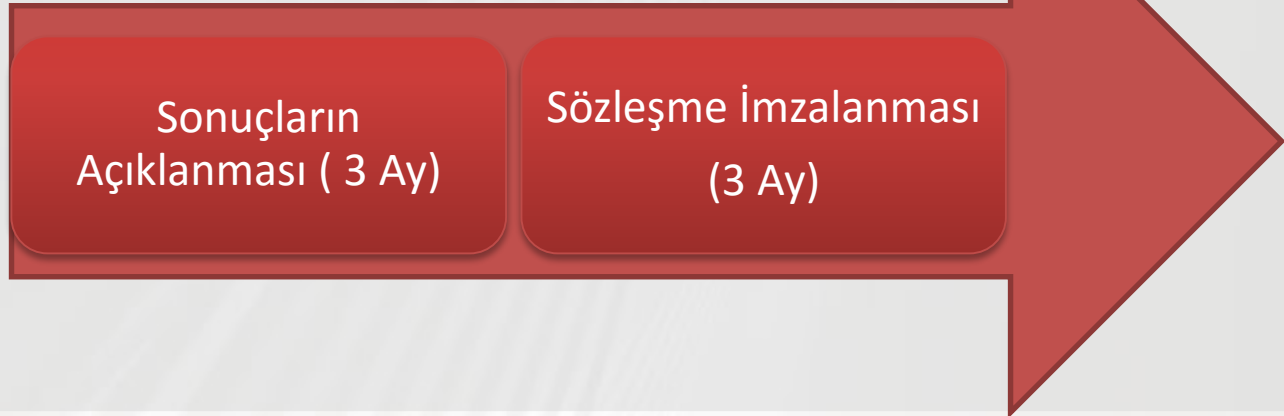 Sonuçların
Açıklanması ( 3 Ay)
Sözleşme İmzalanması
(3 Ay)